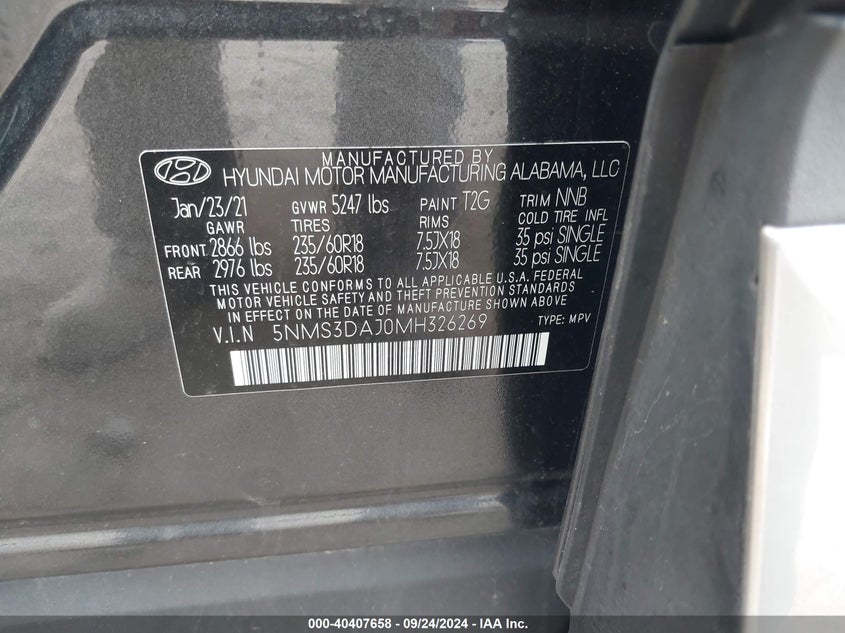 MANUFACTURED BY
HYUNDAI MOTOR MANUFACTURING ALABAMA, LLC
Jan/23/21 GVWR 5247 lbs PAINT T2G TRIM NNB
GAWR TIRES RIMS COLD TIRE INFL
FRONT 2866 lbs 235/60R18 7.5JX18 35 psi SINGLE
REAR 2976 lbs 235/60R18 7.5JX18 35 psi SINGLE
THIS VEHICLE CONFORMS TO ALL APPLICABLE U.S.A. FEDERAL
MOTOR VEHICLE SAFETY AND THEFT PREVENTION STANDARDS
IN EFFECT ON THE DATE OF MANUFACTURE SHOWN ABOVE
V.I.N 5NMS3DAJ0MH326269 TYPE: MPV
000-40407658 - 09/24/2024 - IAA Inc.